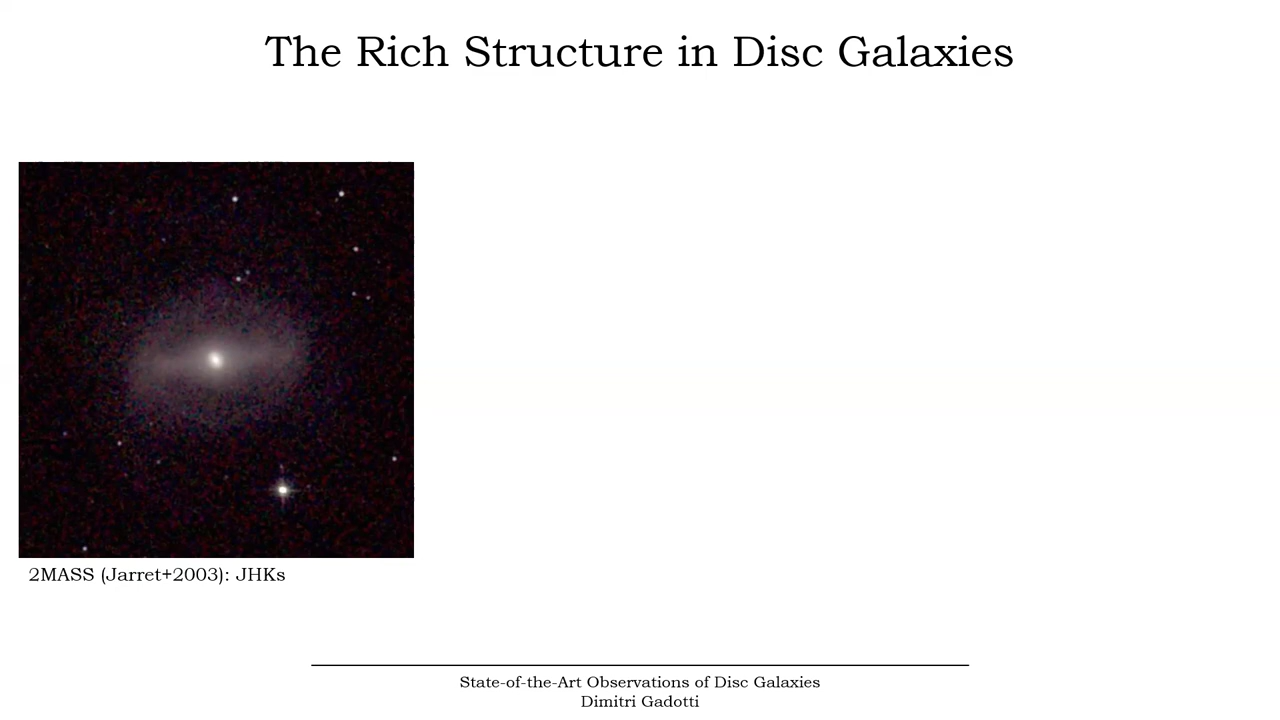 The Rich Structure in Disc Galaxies
2MASS (Jarret+2003): JHKs
State-of-the-Art Observations of Disc Galaxies
Dimitri Gadotti